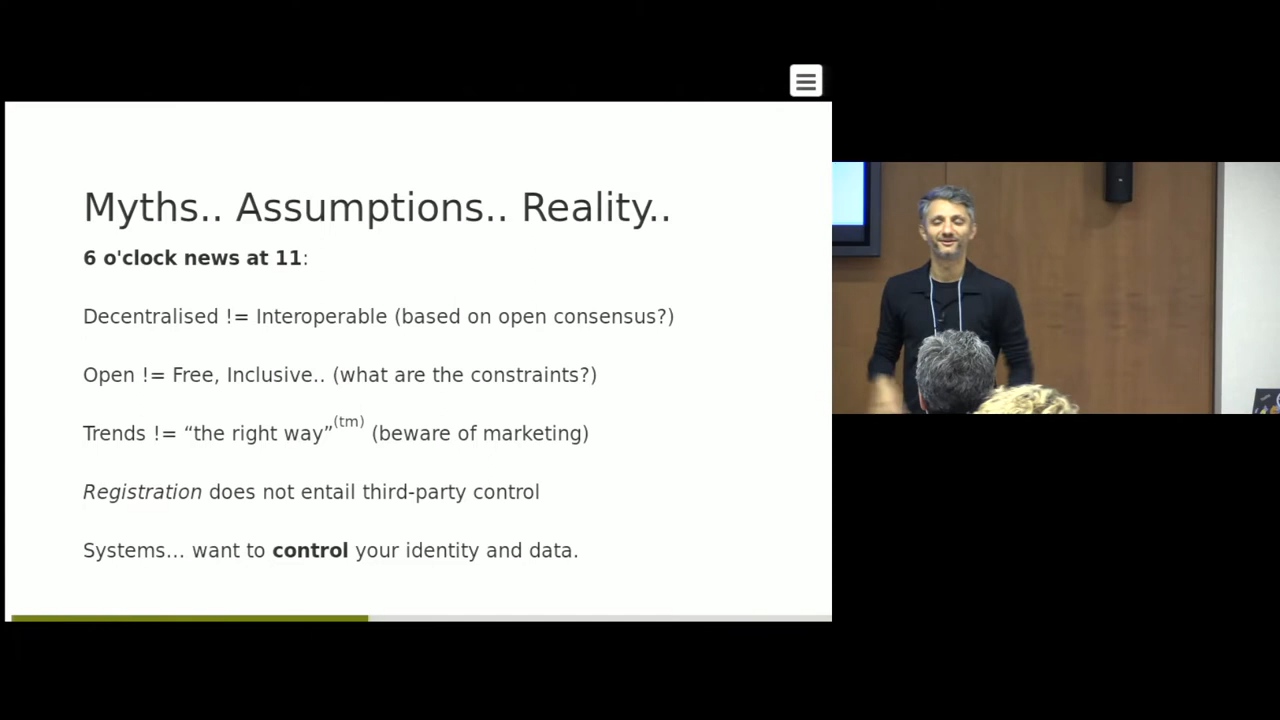 Myths.. Assumptions.. Reality..
6 o'clock news at 11:
Decentralised != Interoperable (based on open consensus?)
Open != Free, Inclusive.. (what are the constraints?)
Trends != “the right way”(tm) (beware of marketing)
Registration does not entail third-party control
Systems… want to control your identity and data.